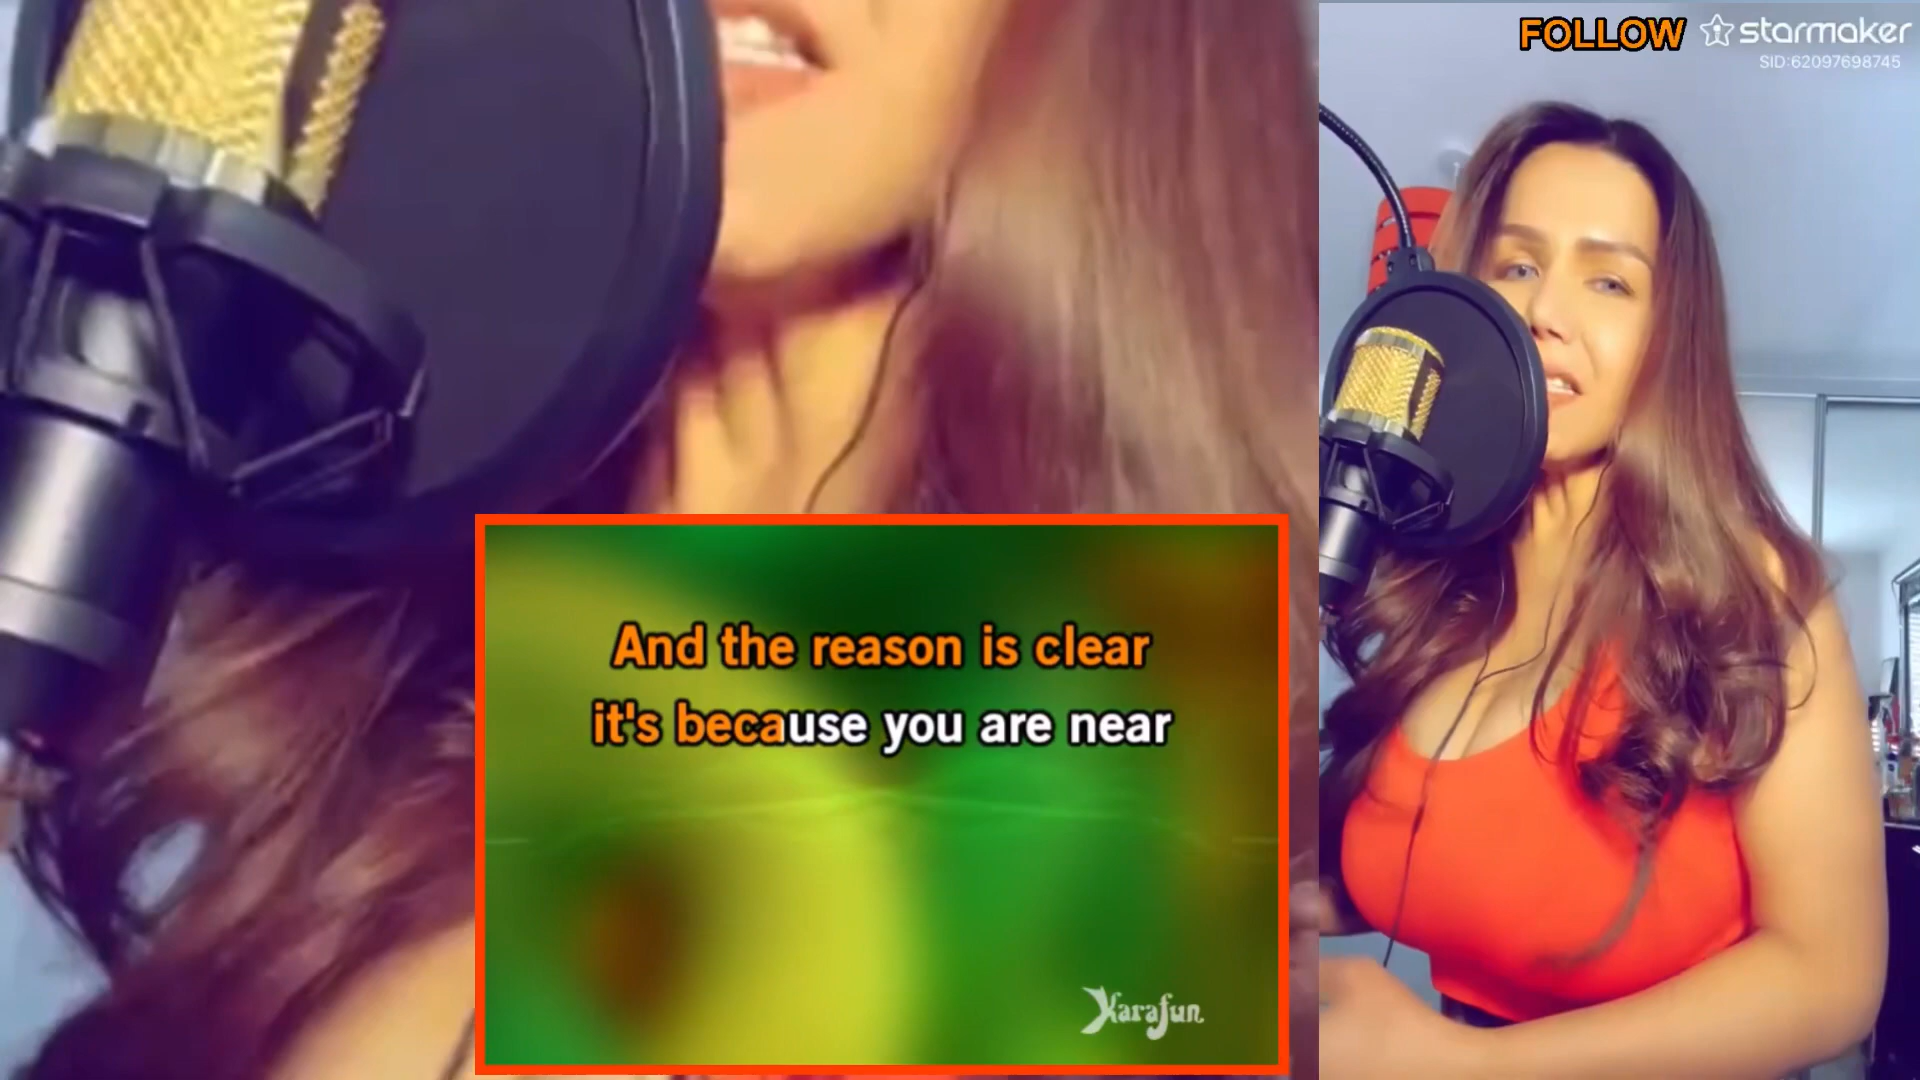 FOLLOW starmaker
SID:62097698745
And the reason is clear
it's because you are near
Karafun